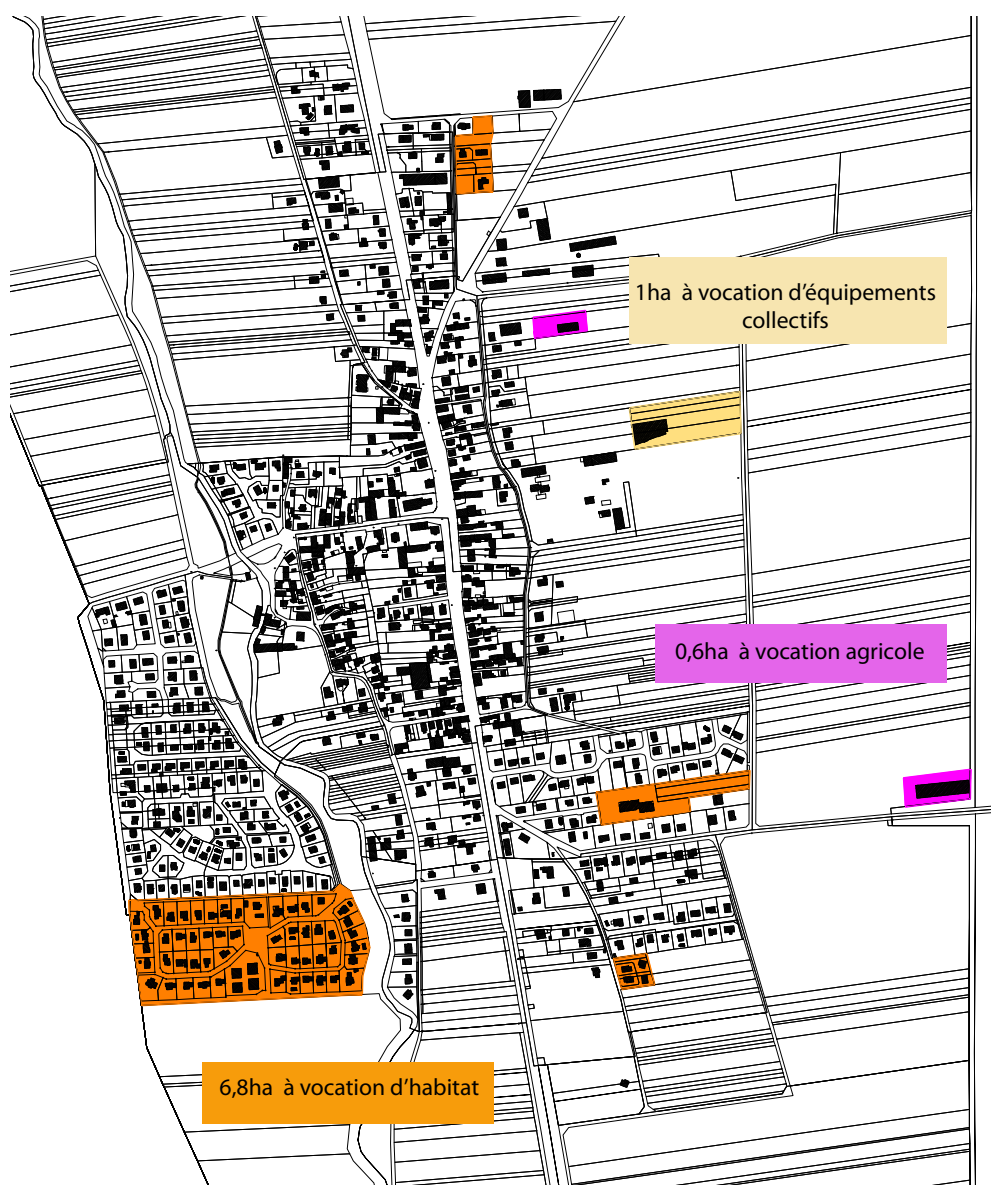 1ha à vocation d'équipements
collectifs
0,6ha à vocation agricole
6,8ha à vocation d'habitat